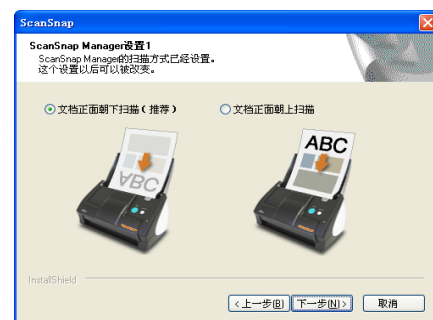 ScanSnap
ScanSnap Manager设置1
ScanSnap Manager的扫描方式已经设置。
这个设置以后可以被改变。
文档正面朝下扫描(推荐)
文档正面朝上扫描
ABC
ABC
InstallShield
<上一步(B)
下一步(N)>
取消